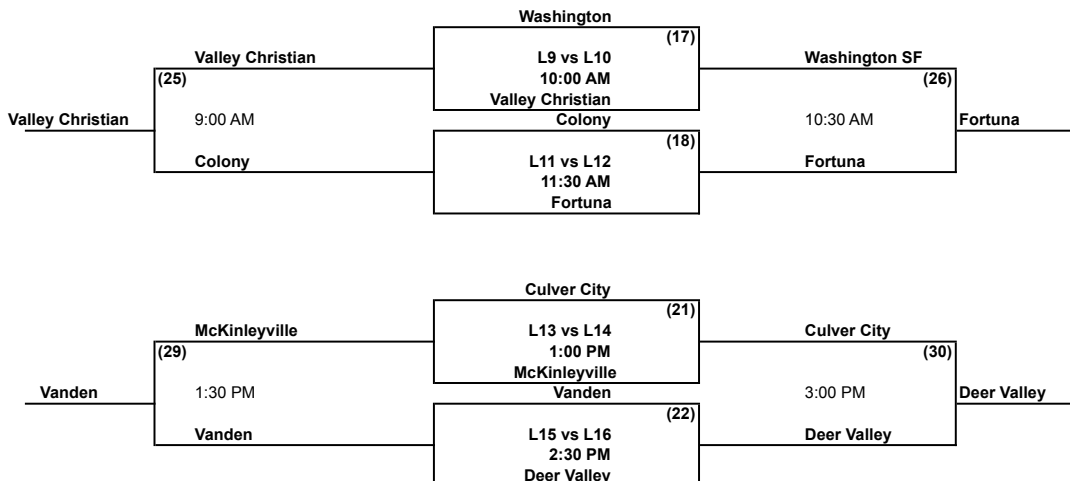 Washington
(17)
Valley Christian
L9 vs L10
Washington SF
(25)
10:00 AM
(26)
Valley Christian
Valley Christian
9:00 AM
Colony
10:30 AM
Fortuna
(18)
Colony
L11 vs L12
Fortuna
11:30 AM
Fortuna
Culver City
(21)
McKinleyville
L13 vs L14
Culver City
(29)
1:00 PM
(30)
McKinleyville
Vanden
1:30 PM
Vanden
3:00 PM
Deer Valley
(22)
Vanden
L15 vs L16
Deer Valley
2:30 PM
Deer Valley